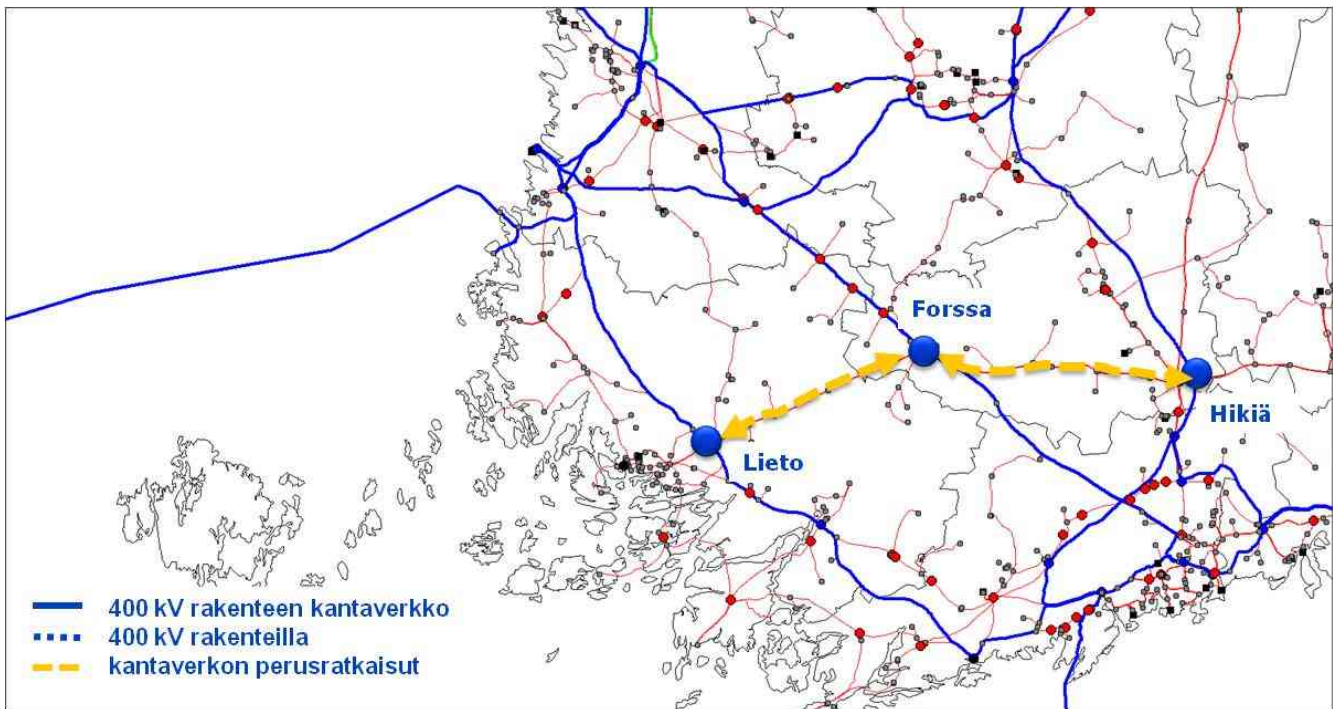 Forssa
Hikiä
Lieto
400 kV rakenteen kantaverkko
400 kV rakenteilla
kantaverkon perusratkaisut